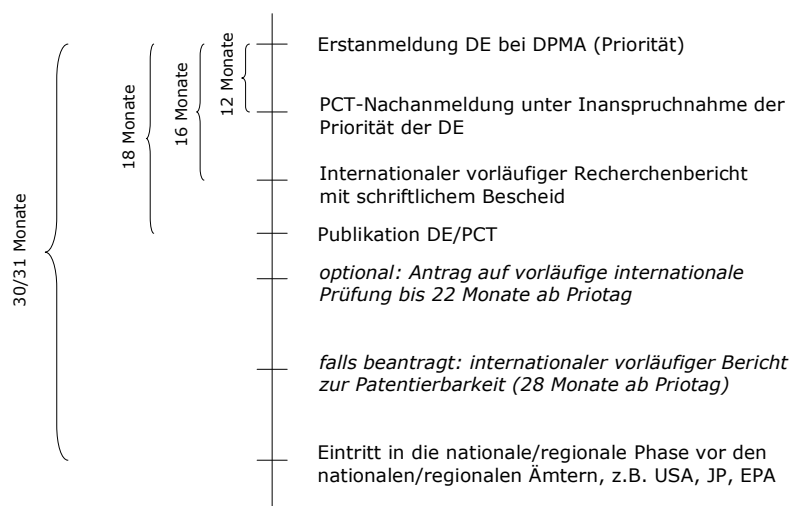 Erstanmeldung DE bei DPMA (Priorität)
PCT-Nachanmeldung unter Inanspruchnahme der
Priorität der DE
Internationaler vorläufiger Recherchenbericht
mit schriftlichem Bescheid
Publikation DE/PCT
optional: Antrag auf vorläufige internationale
Prüfung bis 22 Monate ab Priotag
falls beantragt: internationaler vorläufiger Bericht
zur Patentierbarkeit (28 Monate ab Priotag)
Eintritt in die nationale/regionale Phase vor den
nationalen/regionalen Ämtern, z.B. USA, JP, EPA
12 Monate
16 Monate
18 Monate
30/31 Monate